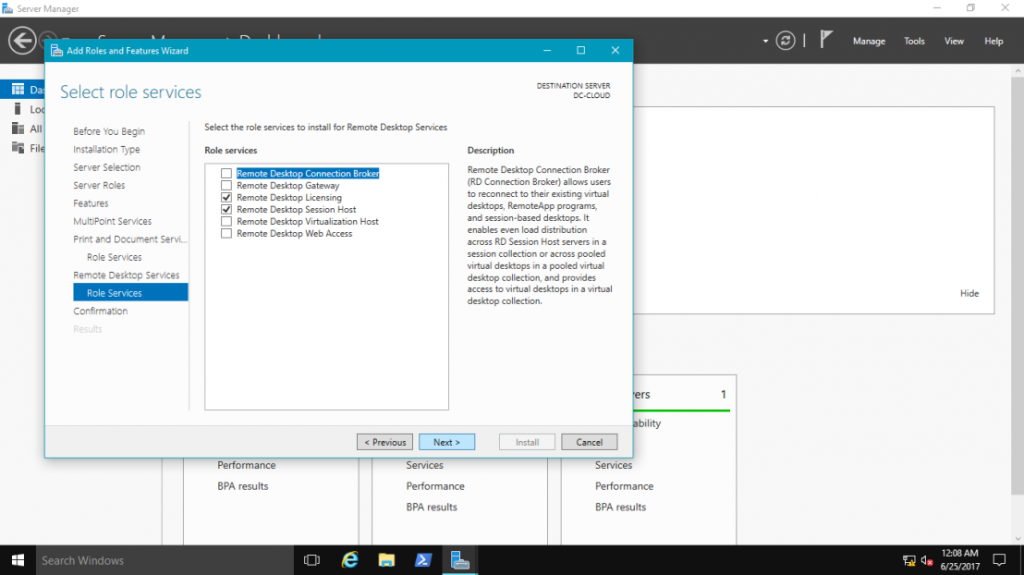 Server Manager
Manage
Tools
View
Help
Add Roles and Features Wizard
Select role services
DESTINATION SERVER
DC-CLOUD
Before You Begin
Installation Type
Server Selection
Server Roles
Features
MultiPoint Services
Print and Document Servi...
Role Services
Remote Desktop Services
Role Services
Confirmation
Results
Select the role services to install for Remote Desktop Services
Role services
Remote Desktop Connection Broker
Remote Desktop Gateway
Remote Desktop Licensing
Remote Desktop Session Host
Remote Desktop Virtualization Host
Remote Desktop Web Access
Description
Remote Desktop Connection Broker
(RD Connection Broker) allows users
to reconnect to their existing virtual
desktops, RemoteApp programs,
and session-based desktops. It
enables even load distribution
across RD Session Host servers in a
session collection or across pooled
virtual desktops in a pooled virtual
desktop collection, and provides
access to virtual desktops in a virtual
desktop collection.
< Previous
Next >
Install
Cancel
Das
Loc
All
File
Hide
vers
1
ability
Performance
BPA results
Services
Performance
BPA results
Services
Performance
BPA results
Search Windows
12:08 AM
6/25/2017